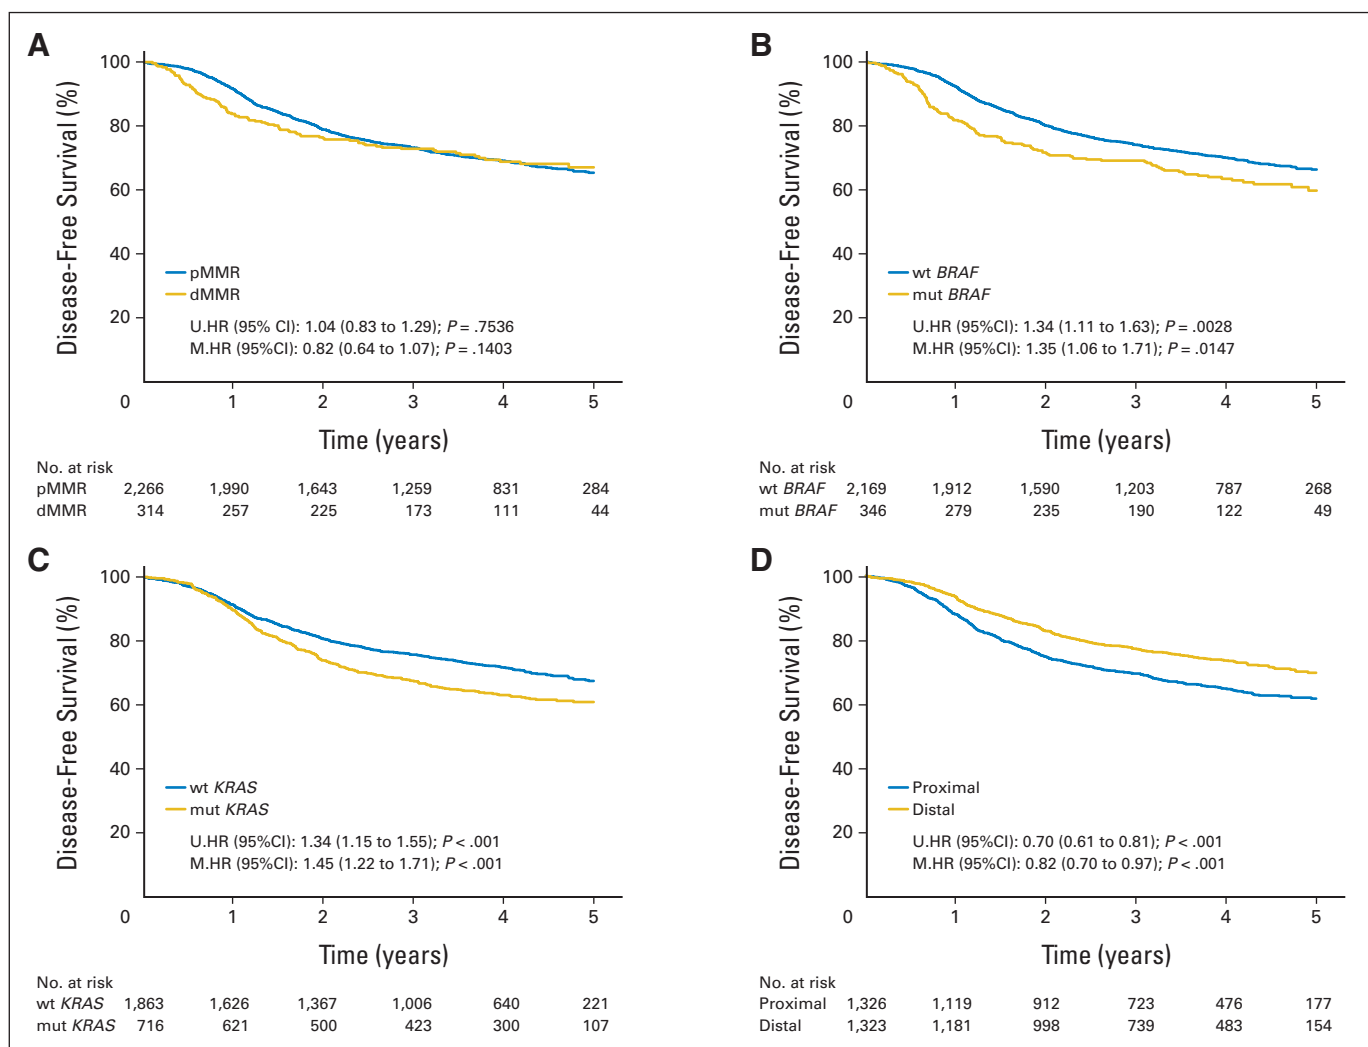 A
Disease-Free Survival (%)
100
80
60
40
20
0
1 2 3 4 5
pMMR
dMMR
U.HR (95% CI): 1.04 (0.83 to 1.29); P = .7536
M.HR (95%CI): 0.82 (0.64 to 1.07); P = .1403
Time (years)
No. at risk
pMMR 2,266 1,990 1,643 1,259 831 284
dMMR 314 257 225 173 111 44
B
Disease-Free Survival (%)
100
80
60
40
20
0
1 2 3 4 5
wt BRAF
mut BRAF
U.HR (95%CI): 1.34 (1.11 to 1.63); P = .0028
M.HR (95%CI): 1.35 (1.06 to 1.71); P = .0147
Time (years)
No. at risk
wt BRAF 2,169 1,912 1,590 1,203 787 268
mut BRAF 346 279 235 190 122 49
C
Disease-Free Survival (%)
100
80
60
40
20
0
1 2 3 4 5
wt KRAS
mut KRAS
U.HR (95%CI): 1.34 (1.15 to 1.55); P < .001
M.HR (95%CI): 1.45 (1.22 to 1.71); P < .001
Time (years)
No. at risk
wt KRAS 1,863 1,626 1,367 1,006 640 221
mut KRAS 716 621 500 423 300 107
D
Disease-Free Survival (%)
100
80
60
40
20
0
1 2 3 4 5
Proximal
Distal
U.HR (95%CI): 0.70 (0.61 to 0.81); P < .001
M.HR (95%CI): 0.82 (0.70 to 0.97); P < .001
Time (years)
No. at risk
Proximal 1,326 1,119 912 723 476 177
Distal 1,323 1,181 998 739 483 154